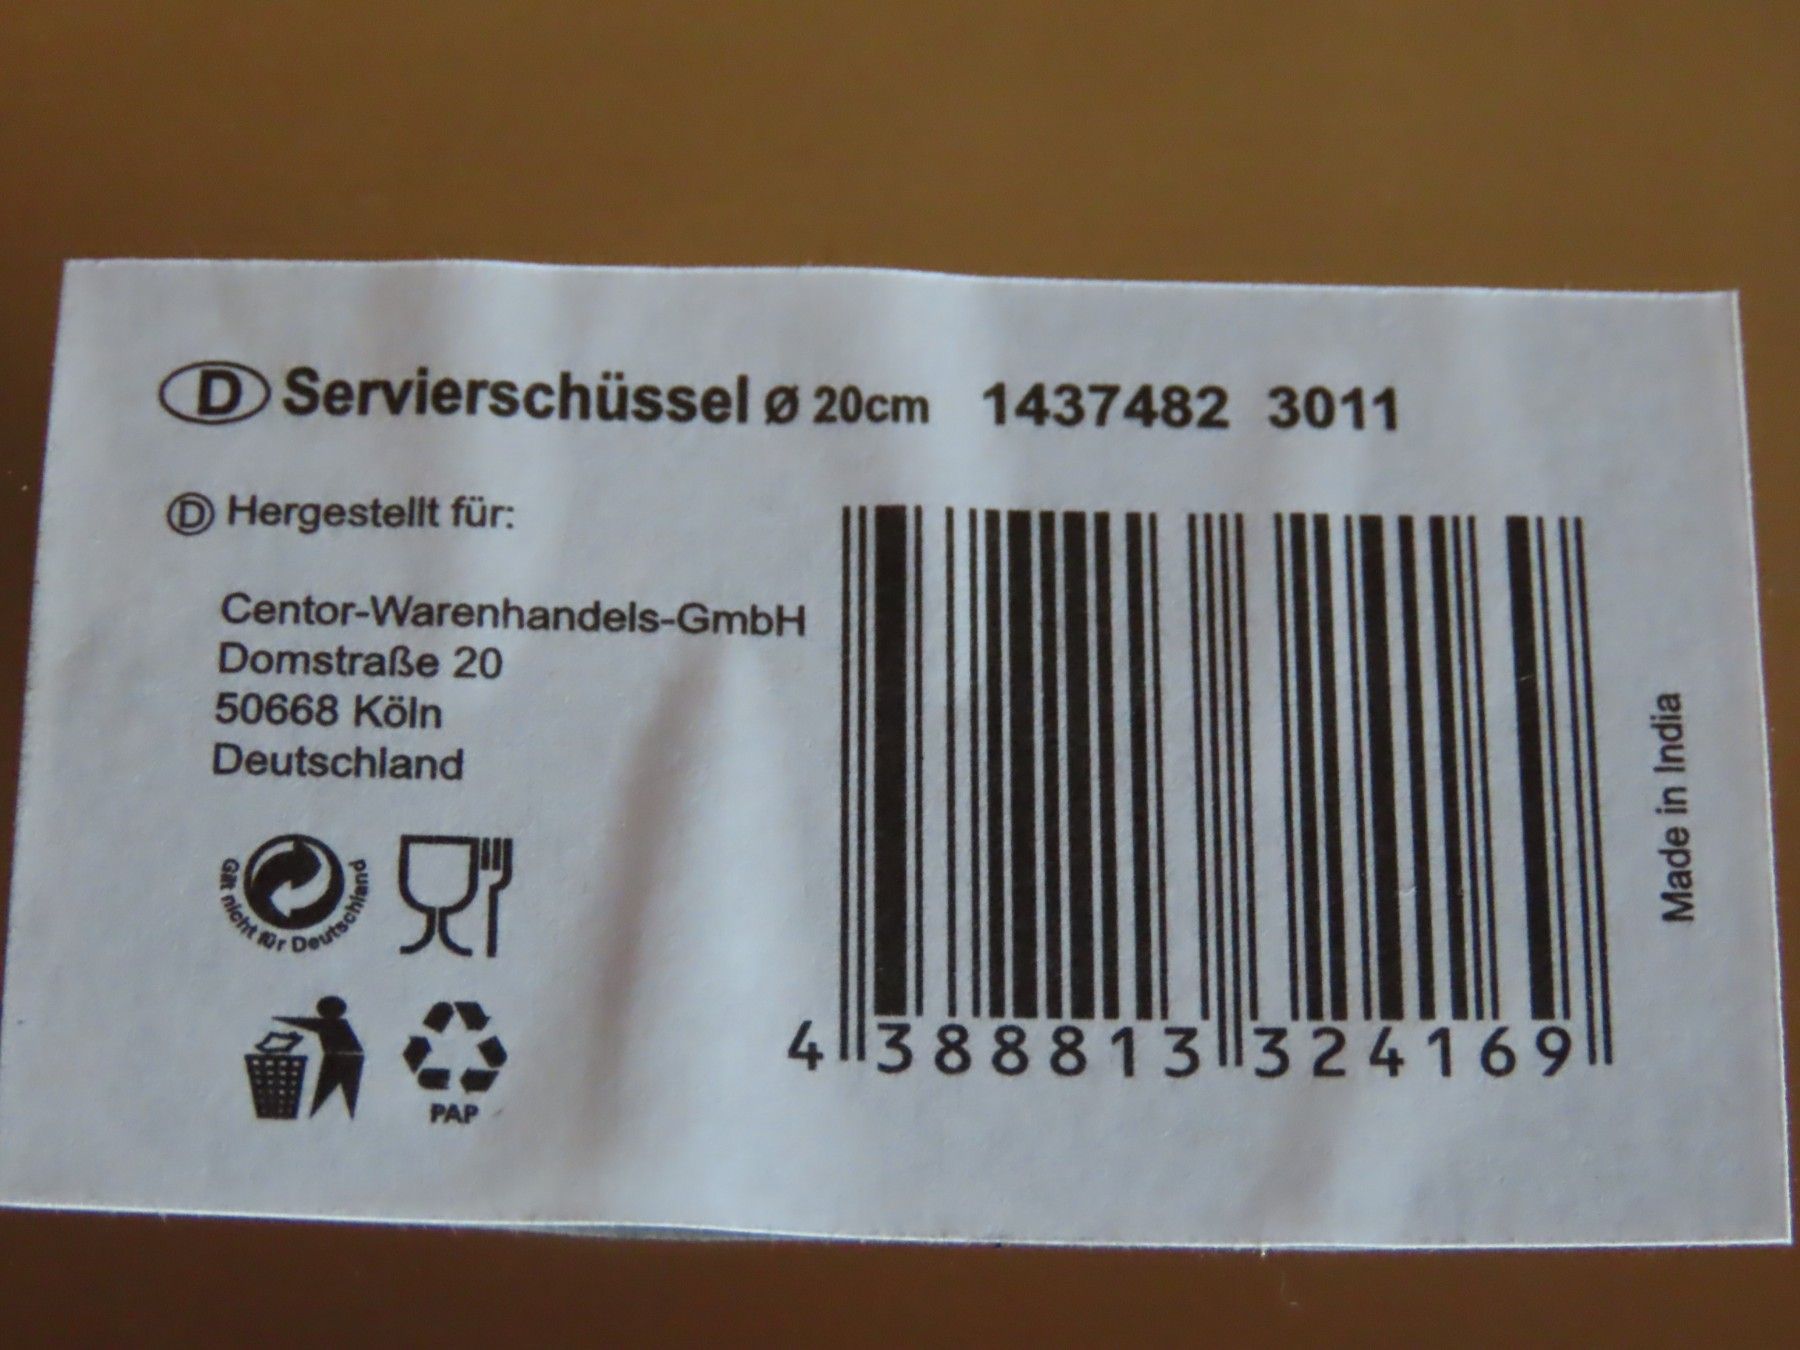 D Servierschüssel ø 20cm 1437482 3011
D Hergestellt für:
Centor-Warenhandels-GmbH
Domstraße 20
50668 Köln
Deutschland
Gilt nicht für Deutschland
PAP
4 388813 324169
Made in India